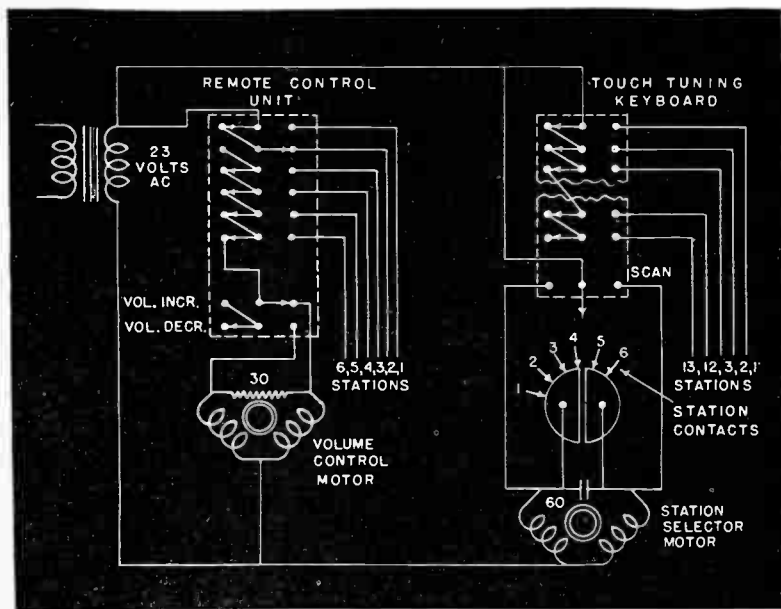 REMOTE CONTROL
UNIT
TOUCH TUNING
KEYBOARD
23
VOLTS
AC
SCAN
VOL. INCR.
VOL. DECR.
6,5,4,3,2,1
STATIONS
13,12,3,2,1
STATIONS
1
2
3
4
5
6
STATION
CONTACTS
30
VOLUME
CONTROL
MOTOR
60
STATION
SELECTOR
MOTOR